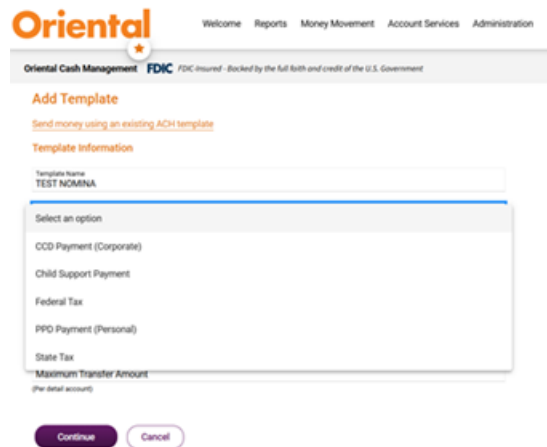 Oriental
Welcome Reports Money Movement Account Services Administration
Oriental Cash Management FDIC FDIC-Insured - Backed by the full faith and credit of the U.S. Government
Add Template
Send money using an existing ACH template
Template Information
Template Name
TEST NOMINA
Select an option
CCD Payment (Corporate)
Child Support Payment
Federal Tax
PPD Payment (Personal)
State Tax
Maximum Transfer Amount
(Per detail account)
Continue Cancel